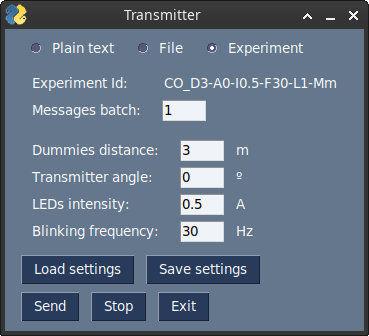 Transmitter
Plain text File Experiment
Experiment Id: CO_D3-A0-I0.5-F30-L1-Mm
Messages batch: 1
Dummies distance: 3 m
Transmitter angle: 0 º
LEDs intensity: 0.5 A
Blinking frequency: 30 Hz
Load settings Save settings
Send Stop Exit